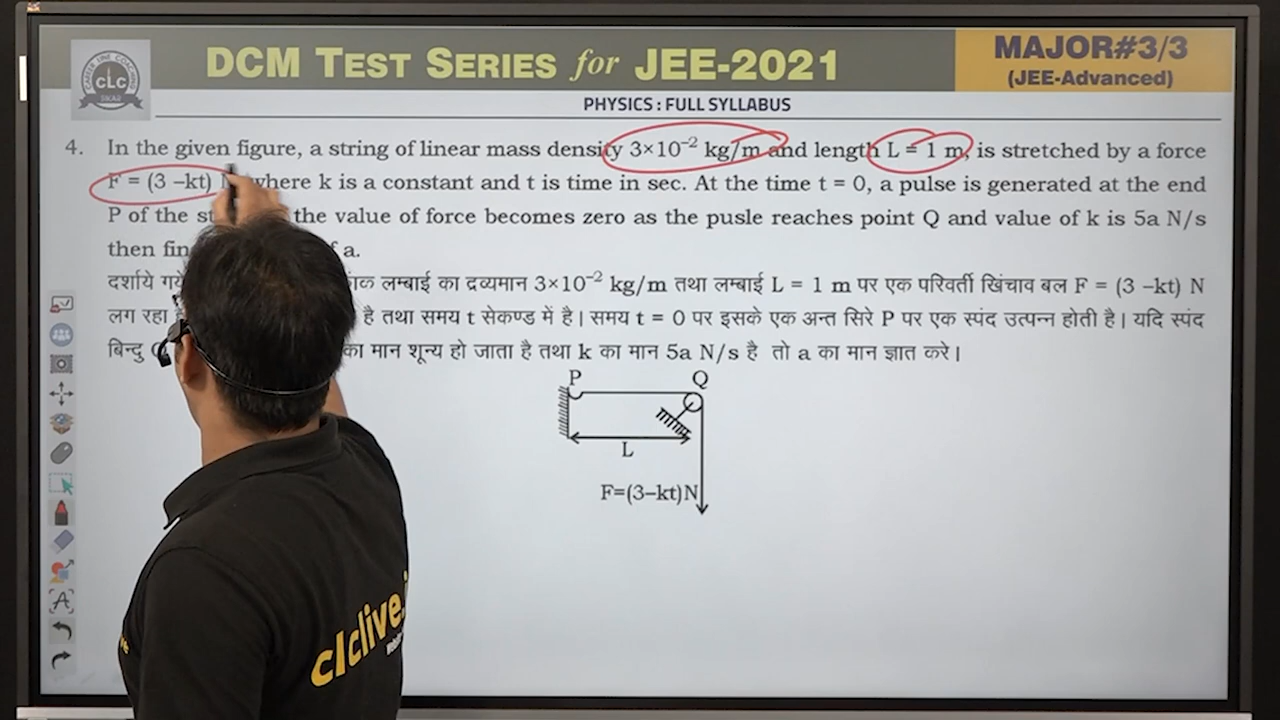 DCM TEST SERIES for JEE-2021
MAJOR#3/3
(JEE-Advanced)
CLC
PHYSICS : FULL SYLLABUS
4. In the given figure, a string of linear mass density 3×10⁻² kg/m and length L = 1 m, is stretched by a force
F = (3 –kt) where k is a constant and t is time in sec. At the time t = 0, a pulse is generated at the end
P of the the value of force becomes zero as the pusle reaches point Q and value of k is 5a N/s
then a.
दर्शाये लम्बाई का द्रव्यमान 3×10⁻² kg/m तथा लम्बाई L = 1 m पर एक परिवर्ती खिंचाव बल F = (3 –kt) N
लग रहा है तथा समय t सेकण्ड में है। समय t = 0 पर इसके एक अन्त सिरे P पर एक स्पंद उत्पन्न होती है। यदि स्पंद
बिन्दु का मान शून्य हो जाता है तथा k का मान 5a N/s है तो a का मान ज्ञात करे।
P Q
L
F=(3–kt)N
clclive.